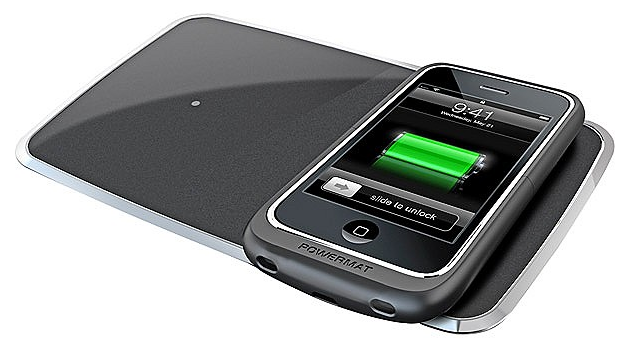 9:41
Wednesday, May 21
slide to unlock
POWERMAT